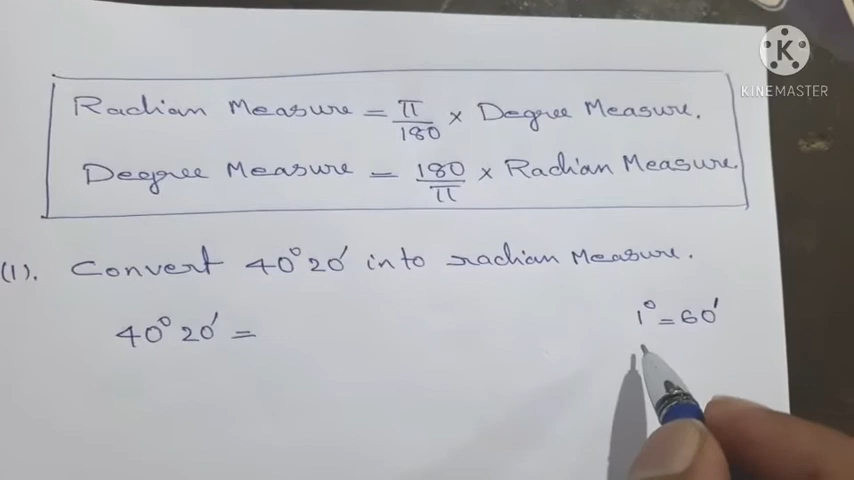 K
KINEMASTER
Radian Measure = π/180 × Degree Measure.
Degree Measure = 180/π × Radian Measure.
(1). Convert 40° 20′ into radian Measure.
40° 20′ =
1° = 60′